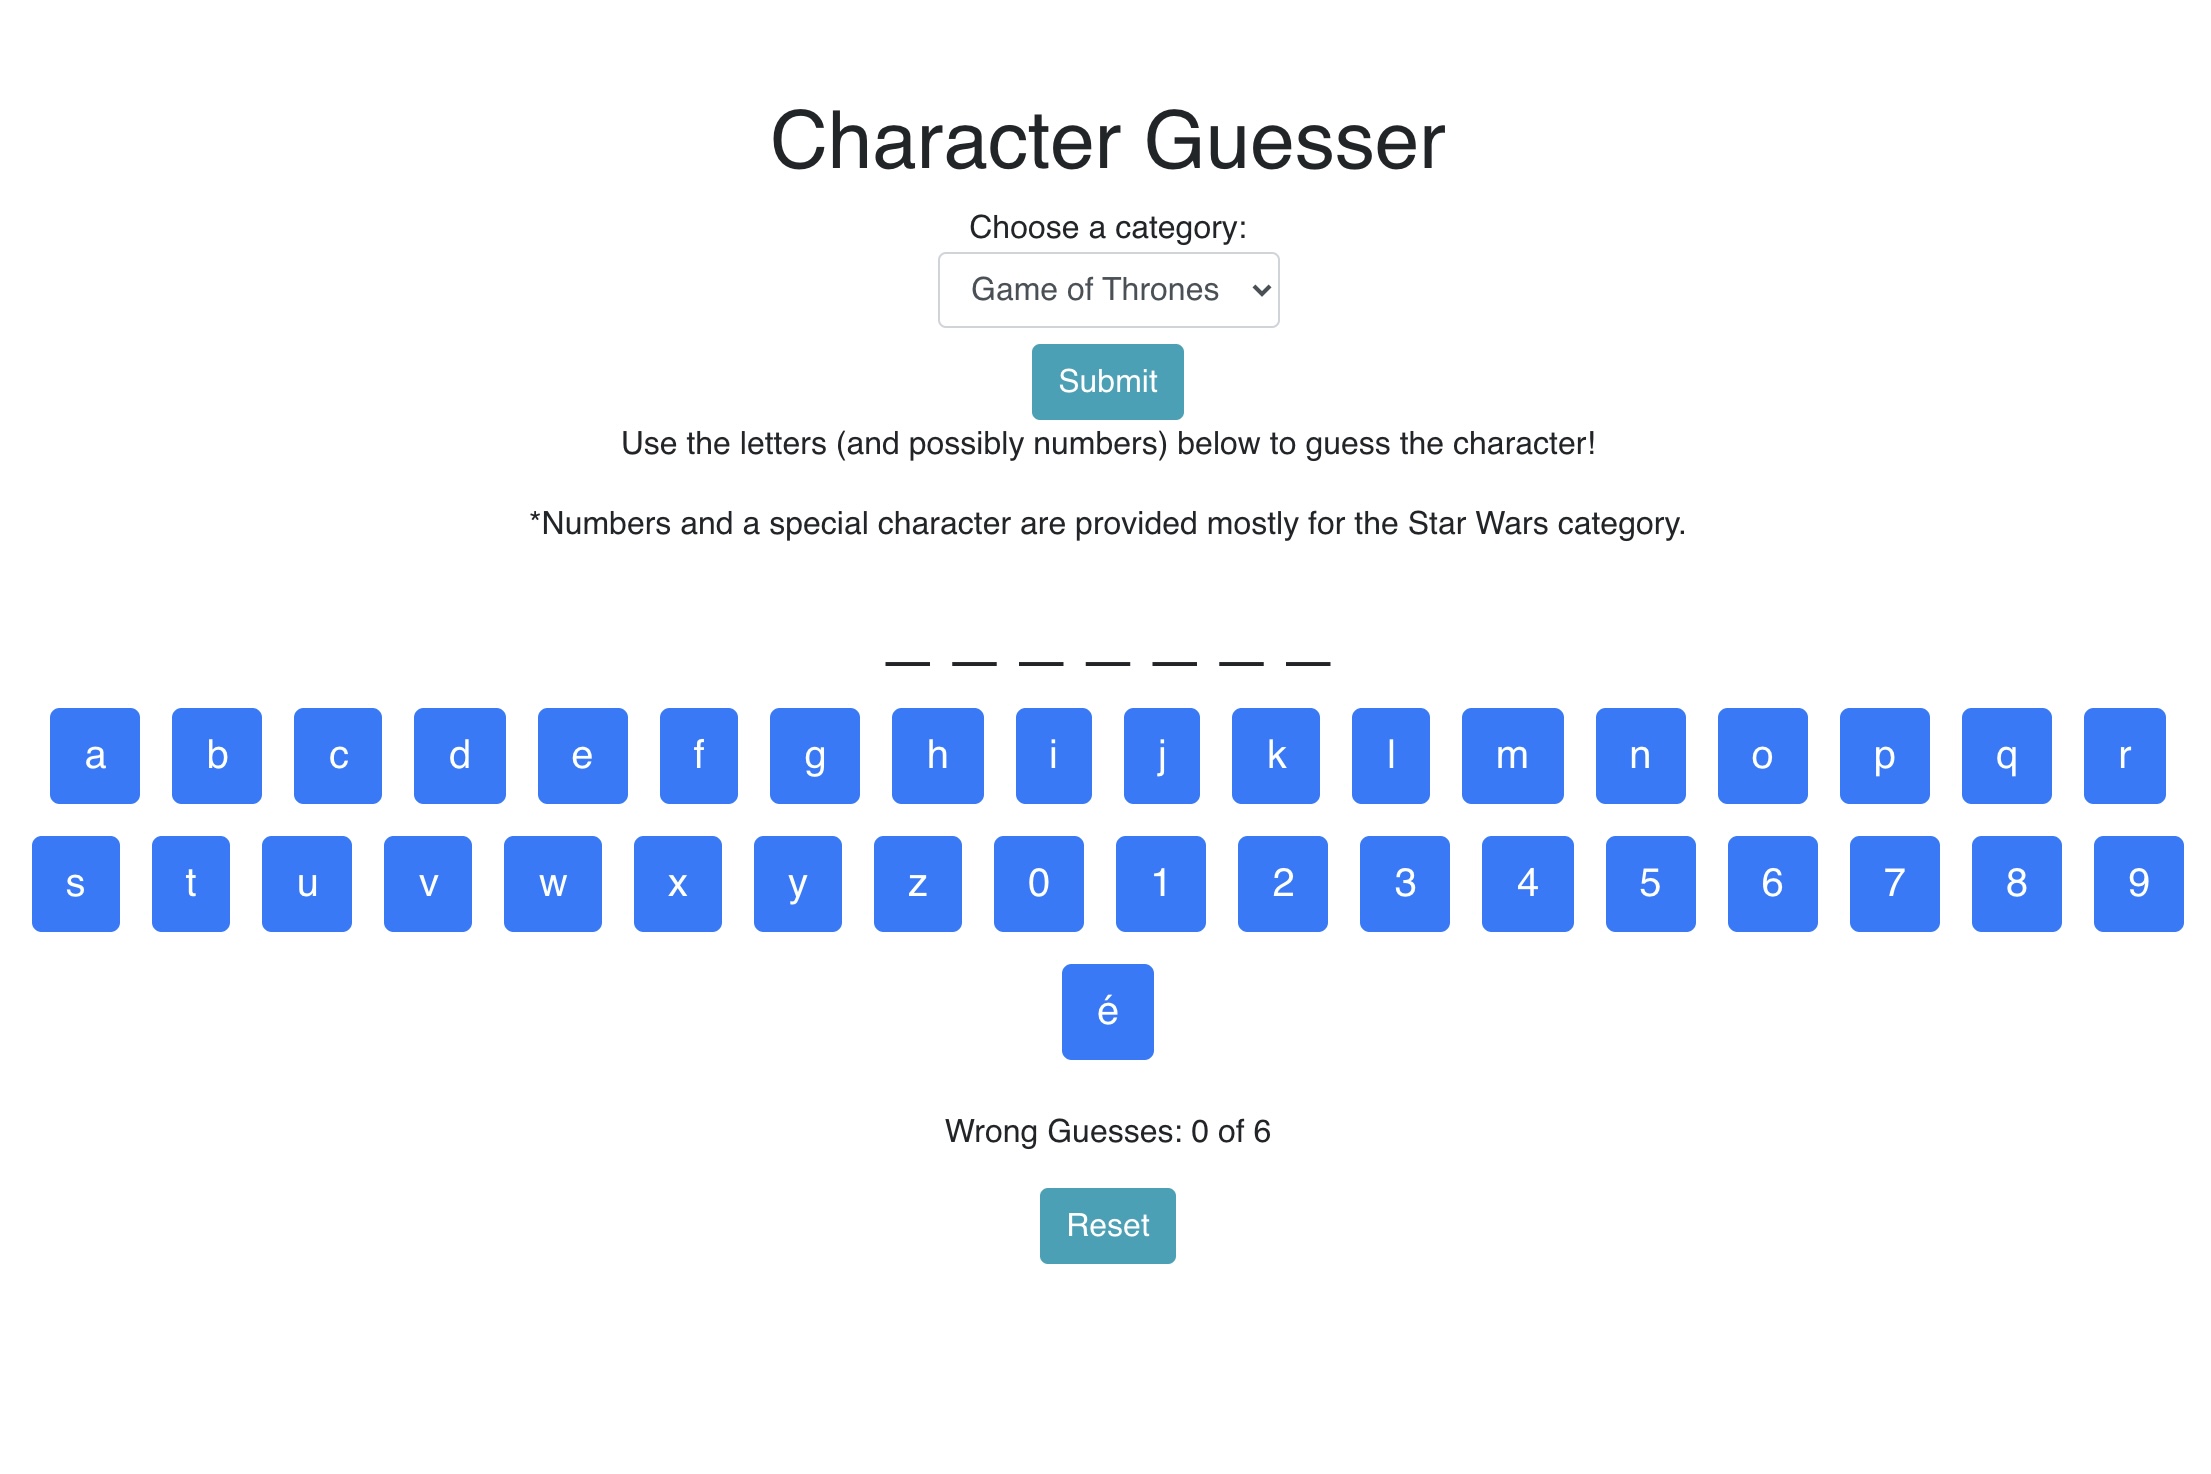 Character Guesser
Choose a category:
Game of Thrones
Submit
Use the letters (and possibly numbers) below to guess the character!
*Numbers and a special character are provided mostly for the Star Wars category.
_ _ _ _ _ _ _
a b c d e f g h i j k l m n o p q r
s t u v w x y z 0 1 2 3 4 5 6 7 8 9
é
Wrong Guesses: 0 of 6
Reset